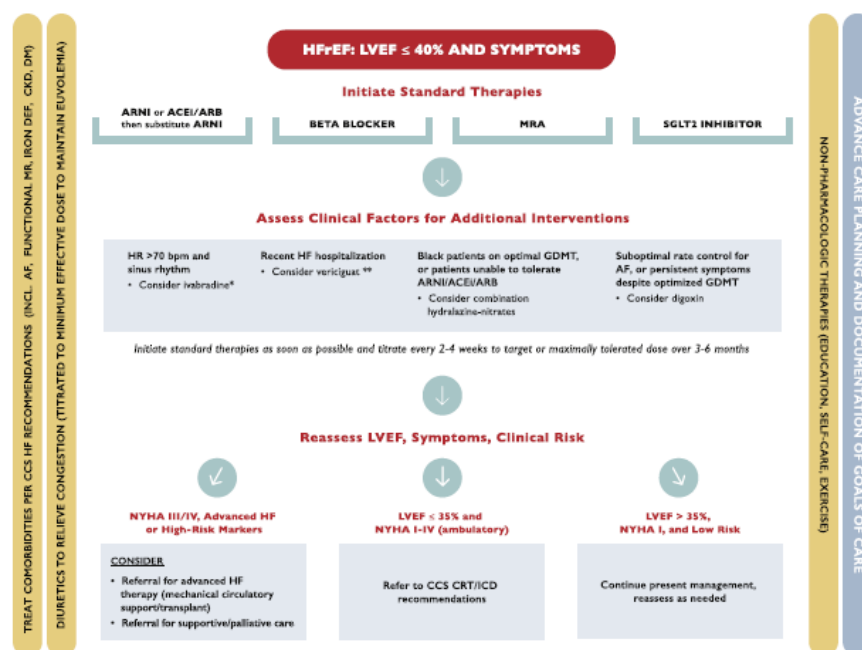 TREAT COMORBIDITIES PER CCS HF RECOMMENDATIONS (INCL. AF, FUNCTIONAL MR, IRON DEF, CKD, DM)
DIURETICS TO RELIEVE CONGESTION (TITRATED TO MINIMUM EFFECTIVE DOSE TO MAINTAIN EUVOLEMIA)
HFrEF: LVEF ≤ 40% AND SYMPTOMS
Initiate Standard Therapies
ARNI or ACEi/ARB
then substitute ARNI
BETA BLOCKER
MRA
SGLT2 INHIBITOR
Assess Clinical Factors for Additional Interventions
HR >70 bpm and
sinus rhythm
• Consider ivabradine*
Recent HF hospitalization
• Consider vericiguat **
Black patients on optimal GDMT,
or patients unable to tolerate
ARNI/ACEi/ARB
• Consider combination
hydralazine-nitrates
Suboptimal rate control for
AF, or persistent symptoms
despite optimized GDMT
• Consider digoxin
Initiate standard therapies as soon as possible and titrate every 2-4 weeks to target or maximally tolerated dose over 3-6 months
Reassess LVEF, Symptoms, Clinical Risk
NYHA III/IV, Advanced HF
or High-Risk Markers
CONSIDER
• Referral for advanced HF
therapy (mechanical circulatory
support/transplant)
• Referral for supportive/palliative care
LVEF ≤ 35% and
NYHA I-IV (ambulatory)
Refer to CCS CRT/ICD
recommendations
LVEF > 35%,
NYHA I, and Low Risk
Continue present management,
reassess as needed
NON-PHARMACOLOGIC THERAPIES (EDUCATION, SELF-CARE, EXERCISE)
ADVANCE CARE PLANNING AND DOCUMENTATION OF GOALS OF CARE